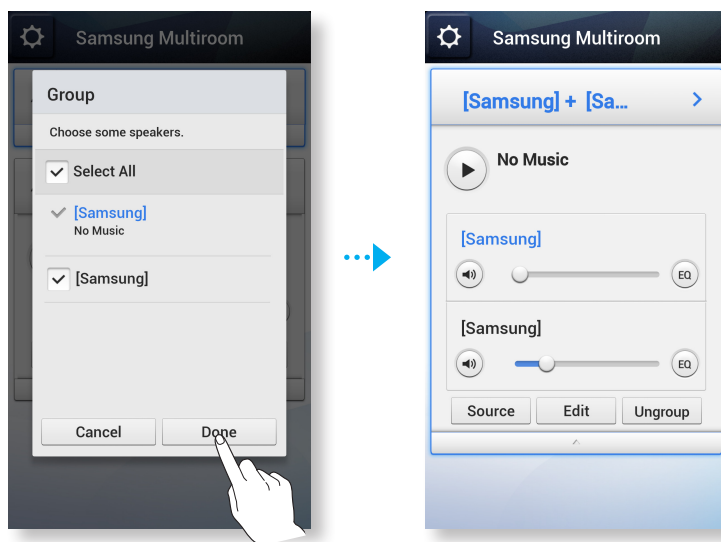 Samsung Multiroom
Group
Choose some speakers.
Select All
[Samsung]
No Music
[Samsung]
Cancel
Done
Samsung Multiroom
[Samsung] + [Sa...
No Music
[Samsung]
EQ
[Samsung]
EQ
Source Edit Ungroup